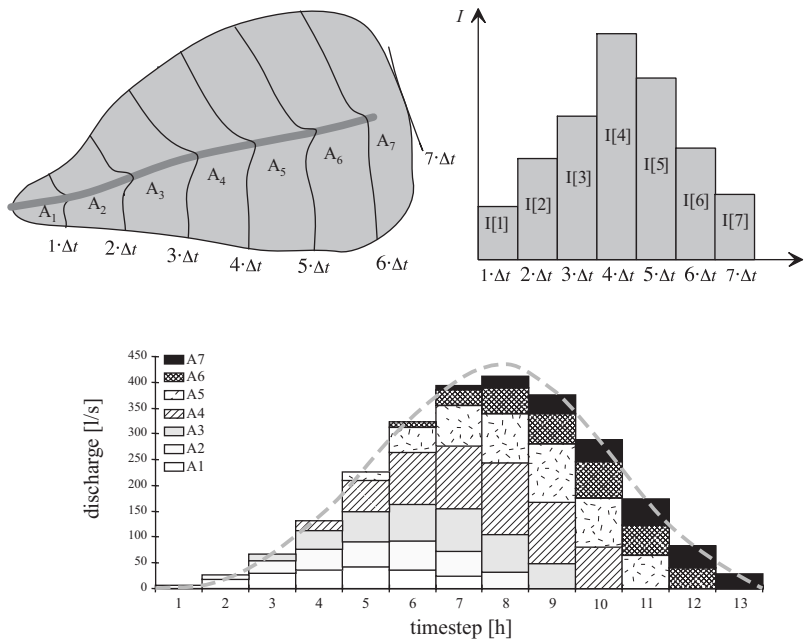 A1 A2 A3 A4 A5 A6 A7
1·Δt 2·Δt 3·Δt 4·Δt 5·Δt 6·Δt 7·Δt
I
I[1] I[2] I[3] I[4] I[5] I[6] I[7]
1·Δt 2·Δt 3·Δt 4·Δt 5·Δt 6·Δt 7·Δt
discharge [l/s]
450
400
350
300
250
200
150
100
50
0
A7
A6
A5
A4
A3
A2
A1
1 2 3 4 5 6 7 8 9 10 11 12 13
timestep [h]